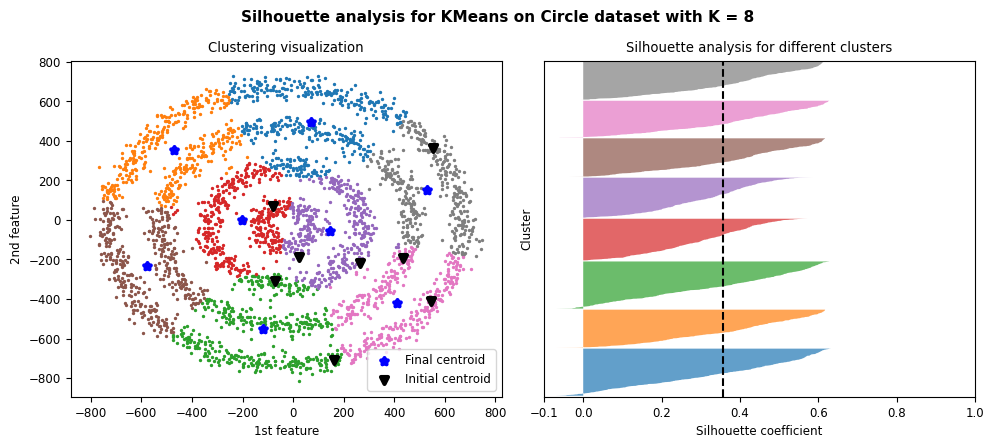 Silhouette analysis for KMeans on Circle dataset with K = 8
Clustering visualization
2nd feature
800
600
400
200
0
−200
−400
−600
−800
−800 −600 −400 −200 0 200 400 600 800
1st feature
Final centroid
Initial centroid
Silhouette analysis for different clusters
Cluster
−0.1 0.0 0.2 0.4 0.6 0.8 1.0
Silhouette coefficient